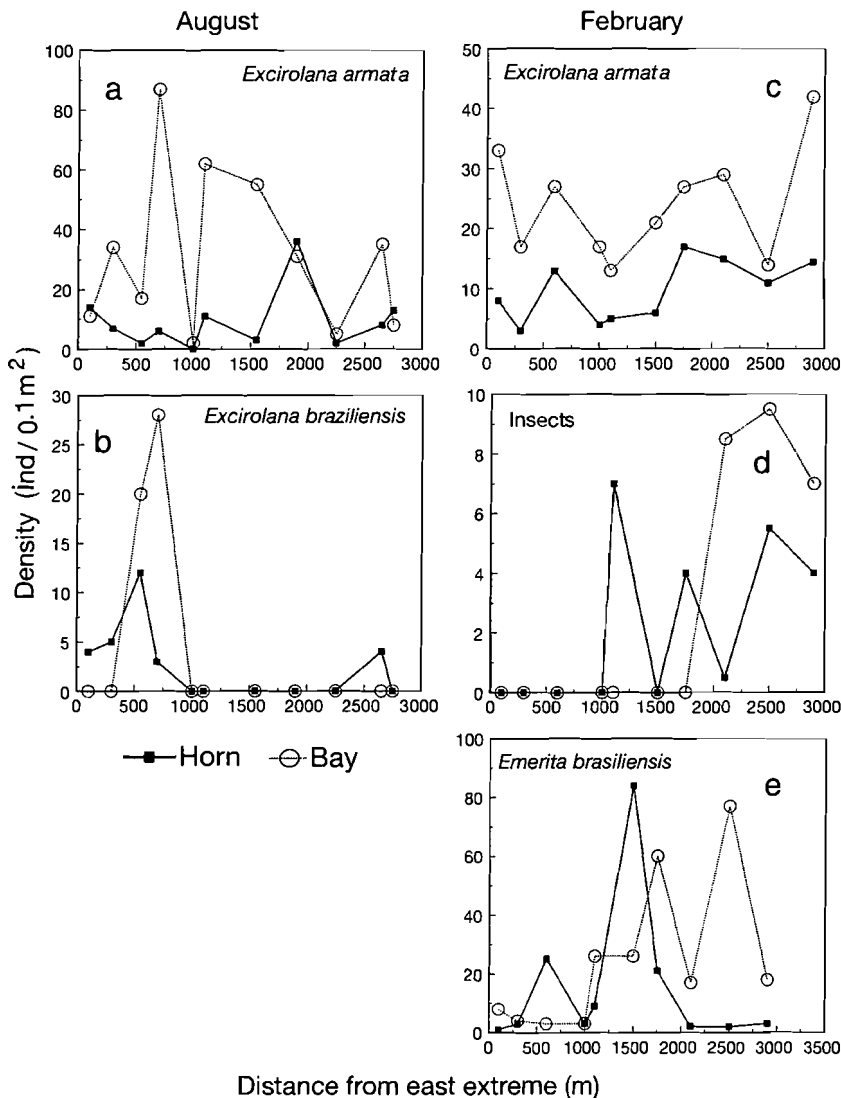 August
February
100
80
60
40
20
0
a
Excirolana armata
0 500 1000 1500 2000 2500 3000
50
40
30
20
10
0
Excirolana armata
c
0 500 1000 1500 2000 2500 3000
Density (ind/0.1m²)
30
25
20
15
10
5
0
b
Excirolana braziliensis
0 500 1000 1500 2000 2500 3000
10
8
6
4
2
0
Insects
d
0 500 1000 1500 2000 2500 3000
Horn Bay
100
80
60
40
20
0
Emerita brasiliensis
e
0 500 1000 1500 2000 2500 3000 3500
Distance from east extreme (m)